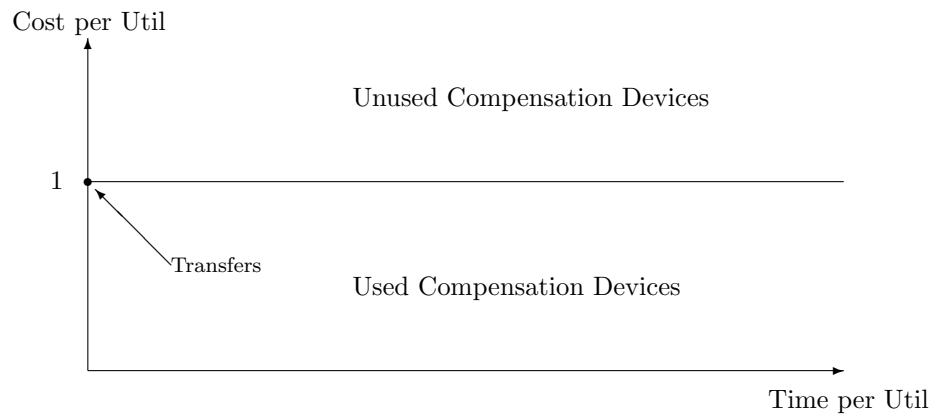 Cost per Util
Unused Compensation Devices
1
Transfers
Used Compensation Devices
Time per Util